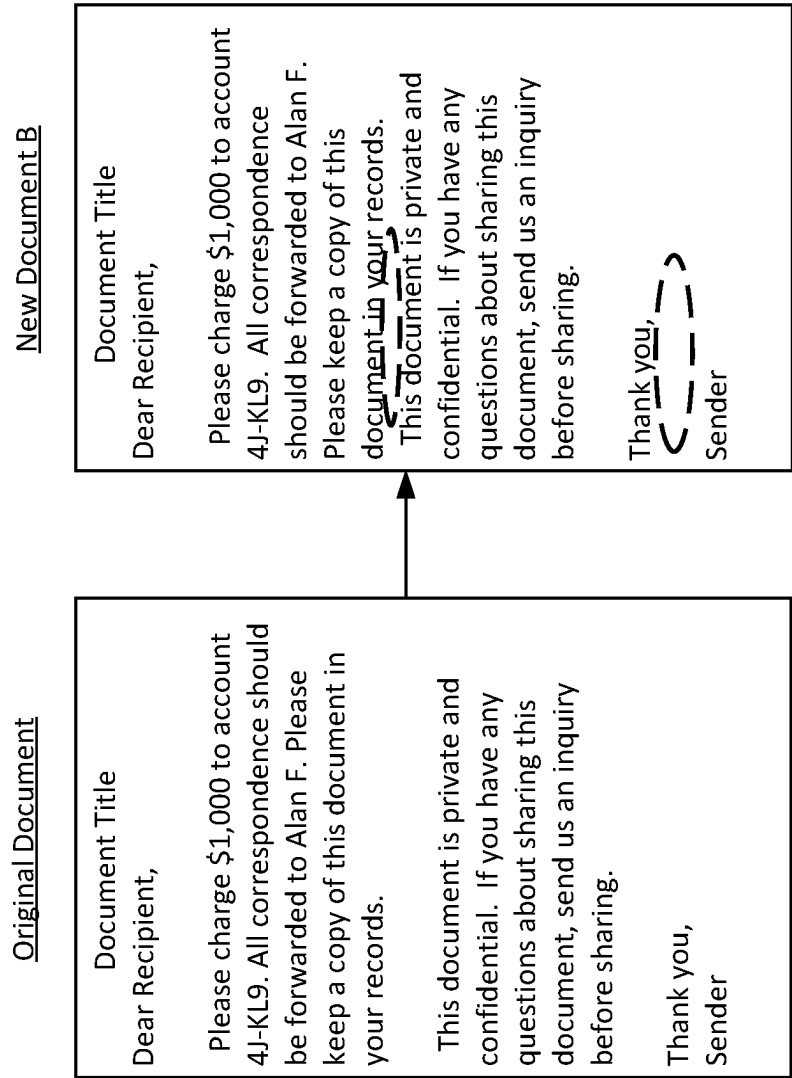 Original Document
Document Title
Dear Recipient,
Please charge $1,000 to account
4J-KL9. All correspondence should
be forwarded to Alan F. Please
keep a copy of this document in
your records.
This document is private and
confidential. If you have any
questions about sharing this
document, send us an inquiry
before sharing.
Thank you,
Sender
New Document B
Document Title
Dear Recipient,
Please charge $1,000 to account
4J-KL9. All correspondence
should be forwarded to Alan F.
Please keep a copy of this
document in your records.
This document is private and
confidential. If you have any
questions about sharing this
document, send us an inquiry
before sharing.
Thank you,
Sender